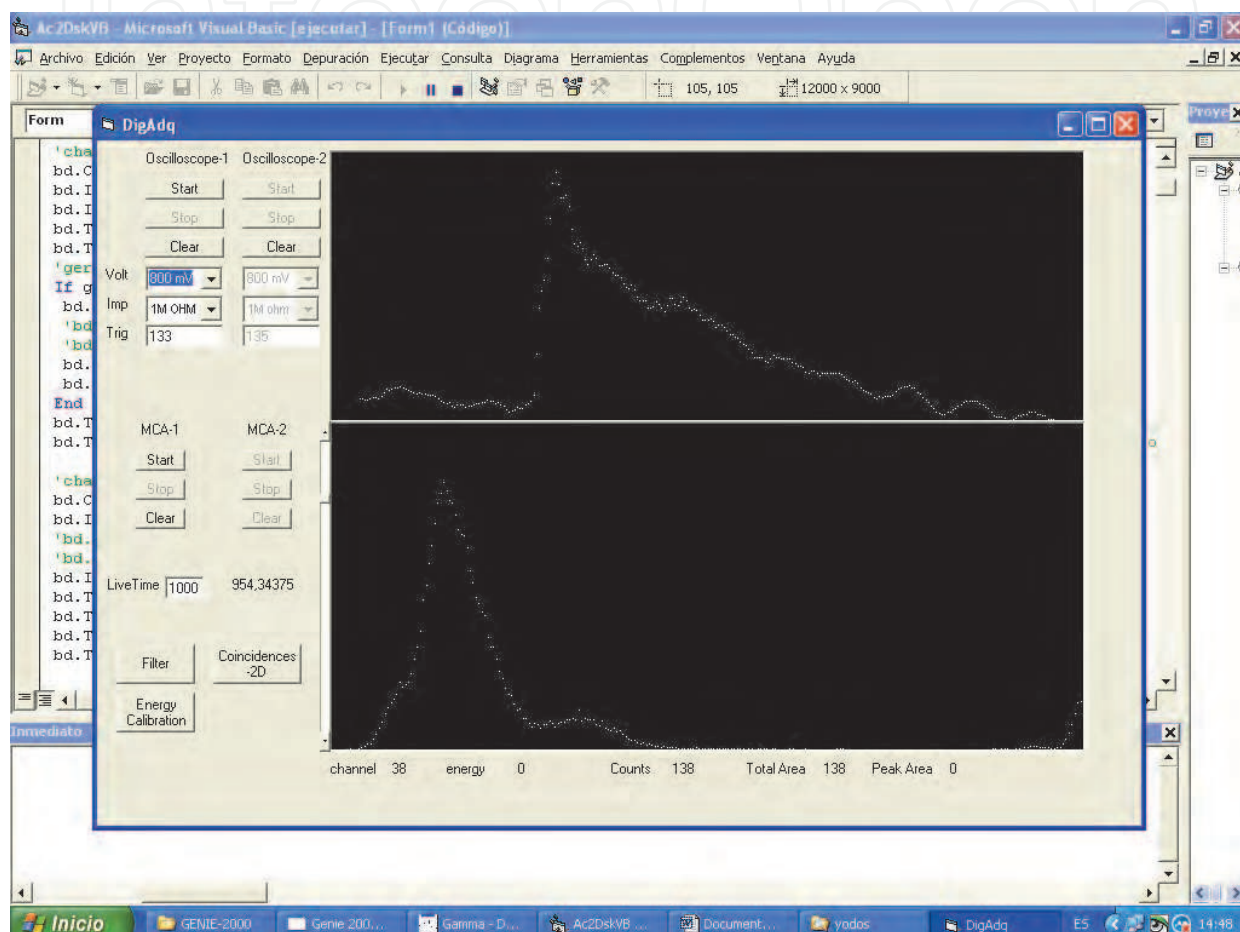 Ac2DskVB - Microsoft Visual Basic [ejecutar] - [Form1 (Código)]
Archivo Edición Ver Proyecto Formato Depuración Ejecutar Consulta Diagrama Herramientas Complementos Ventana Ayuda
105, 105 12000 x 9000
Form
Proye
DigAdq
'cha
bd.C
bd.I
bd.I
bd.T
bd.T
'ger
If g
bd.
'bd
'bd
bd.
bd.
End
bd.T
bd.T
'cha
bd.C
bd.I
'bd.
'bd.
bd.I
bd.T
bd.T
bd.T
bd.T
Oscilloscope-1 Oscilloscope-2
Start Start
Stop Stop
Clear Clear
Volt 800 mV 800 mV
Imp 1M OHM 1M ohm
Trig 133 135
MCA-1 MCA-2
Start Start
Stop Stop
Clear Clear
LiveTime 1000 954,34375
Filter
Coincidences
-2D
Energy
Calibration
channel 38 energy 0 Counts 138 Total Area 138 Peak Area 0
Inmediato
Inicio GENIE-2000 Genie 200... Gamma - D... Ac2DskVB ... Document... yodos DigAdq ES 14:48